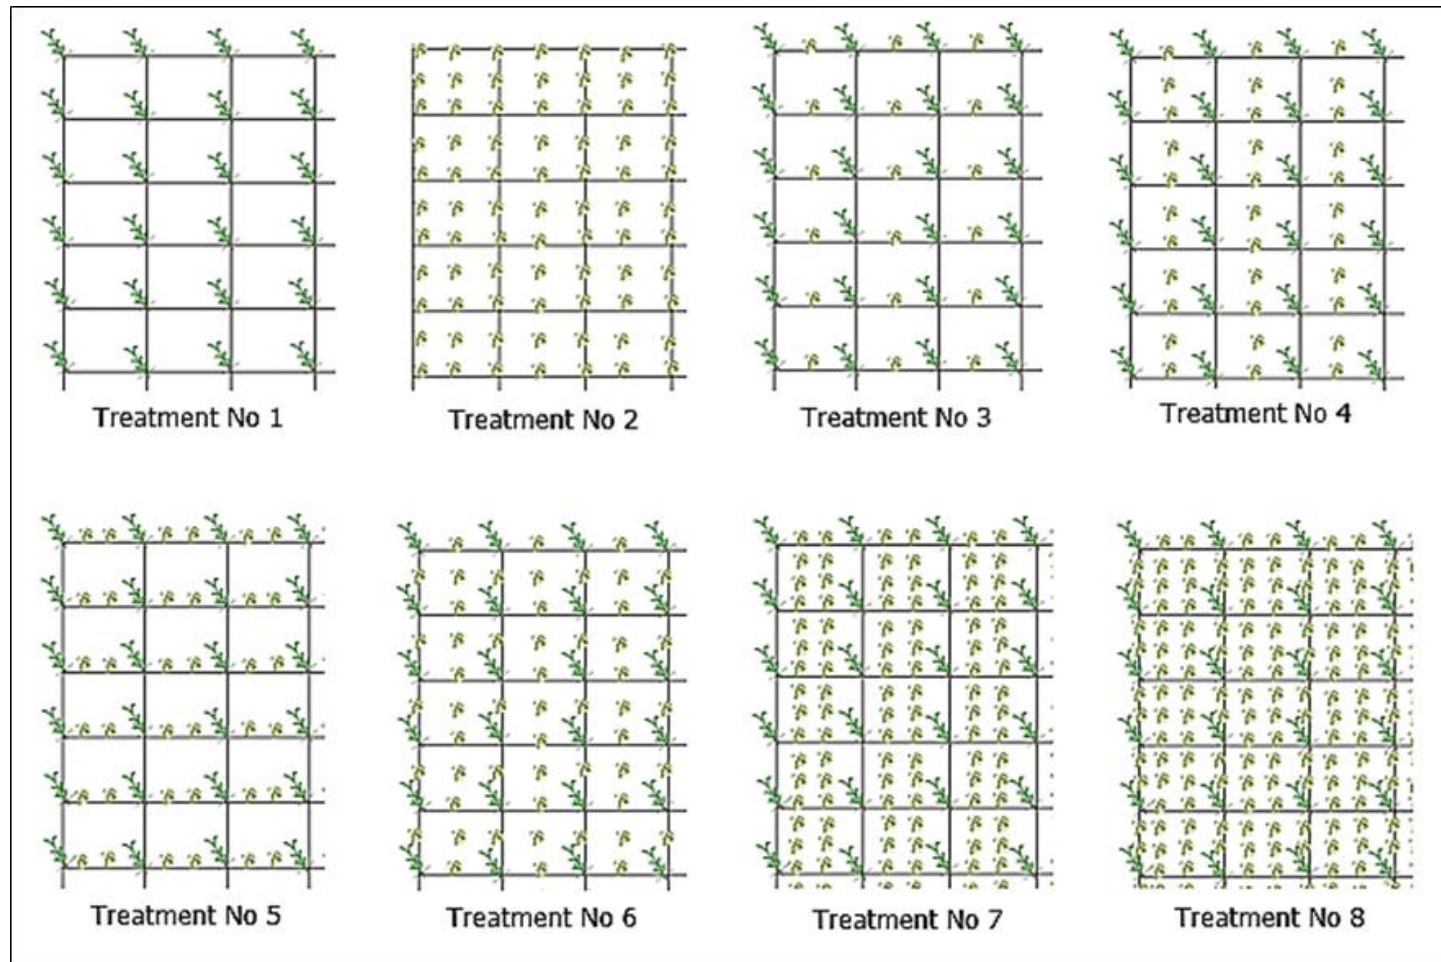 Treatment No 1
Treatment No 2
Treatment No 3
Treatment No 4
Treatment No 5
Treatment No 6
Treatment No 7
Treatment No 8